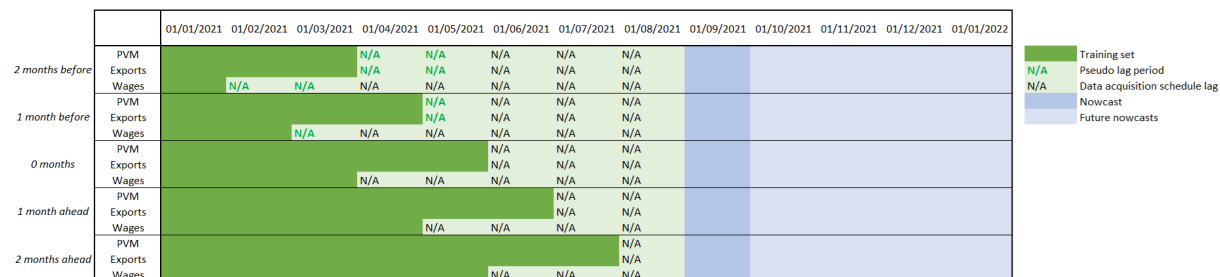 01/01/2021 01/02/2021 01/03/2021 01/04/2021 01/05/2021 01/06/2021 01/07/2021 01/08/2021 01/09/2021 01/10/2021 01/11/2021 01/12/2021 01/01/2022
2 months before
PVM N/A N/A N/A N/A N/A
Exports N/A N/A N/A N/A N/A
Wages N/A N/A N/A N/A N/A N/A N/A
1 month before
PVM N/A N/A N/A N/A
Exports N/A N/A N/A N/A
Wages N/A N/A N/A N/A N/A N/A
0 months
PVM N/A N/A N/A
Exports N/A N/A N/A
Wages N/A N/A N/A N/A N/A
1 month ahead
PVM N/A N/A
Exports N/A N/A
Wages N/A N/A N/A N/A
2 months ahead
PVM N/A
Exports N/A
Wages N/A N/A N/A
Training set
N/A Pseudo lag period
N/A Data acquisition schedule lag
Nowcast
Future nowcasts